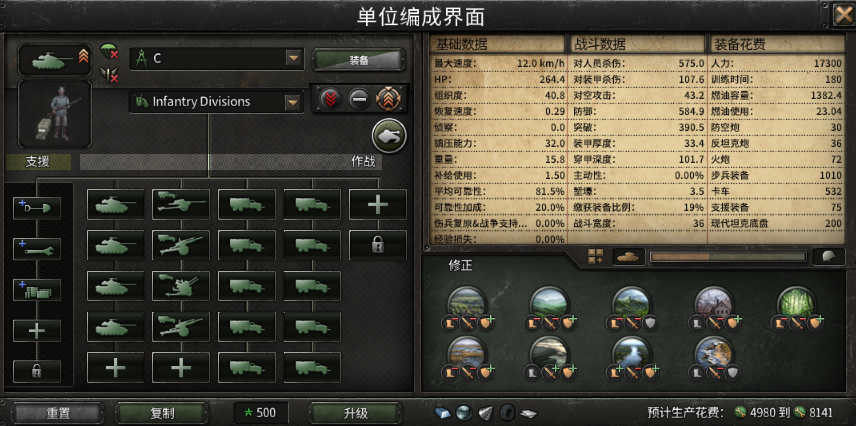 单位编成界面
C
装备
Infantry Divisions
支援
作战
基础数据
最大速度： 12.0 km/h
HP: 264.4
组织度： 40.8
恢复速度： 0.29
侦察： 0.0
镇压能力： 32.0
重量： 15.8
补给使用： 1.50
平均可靠性： 81.5%
可靠性加成： 20.0%
伤兵复原&战争支持... 0.00%
经验损失： 0.00%
战斗数据
对人员杀伤： 575.0
对装甲杀伤： 107.6
对空攻击： 43.2
防御： 584.9
突破： 390.5
装甲厚度： 33.4
穿甲深度： 101.7
主动性： 0.00%
堑壕： 3.5
缴获装备比例： 19%
战斗宽度： 36
装备花费
人力： 17300
训练时间： 180
燃油容量： 1382.4
燃油使用： 23.04
防空炮 30
反坦克炮 36
火炮 72
步兵装备 1010
卡车 532
支援装备 75
现代坦克底盘 200
修正
重置
复制
500
升级
预计生产花费： 4980 到 8141